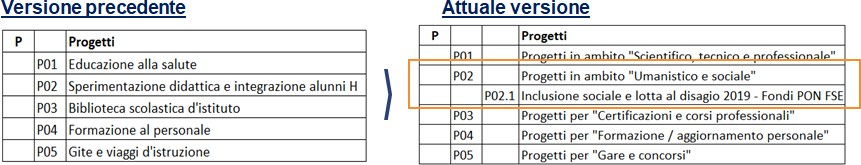 Versione precedente
P Progetti
P01 Educazione alla salute
P02 Sperimentazione didattica e integrazione alunni H
P03 Biblioteca scolastica d'istituto
P04 Formazione al personale
P05 Gite e viaggi d'istruzione
Attuale versione
P Progetti
P01 Progetti in ambito "Scientifico, tecnico e professionale"
P02 Progetti in ambito "Umanistico e sociale"
P02.1 Inclusione sociale e lotta al disagio 2019 - Fondi PON FSE
P03 Progetti per "Certificazioni e corsi professionali"
P04 Progetti per "Formazione / aggiornamento personale"
P05 Progetti per "Gare e concorsi"